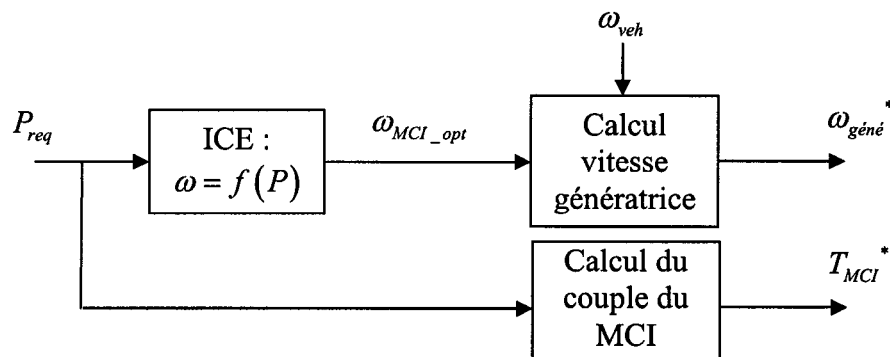 ω_veh
P_req
ICE :
ω = f(P)
ω_MCI_opt
Calcul
vitesse
génératrice
ω_géné*
Calcul du
couple du
MCI
T_MCI*